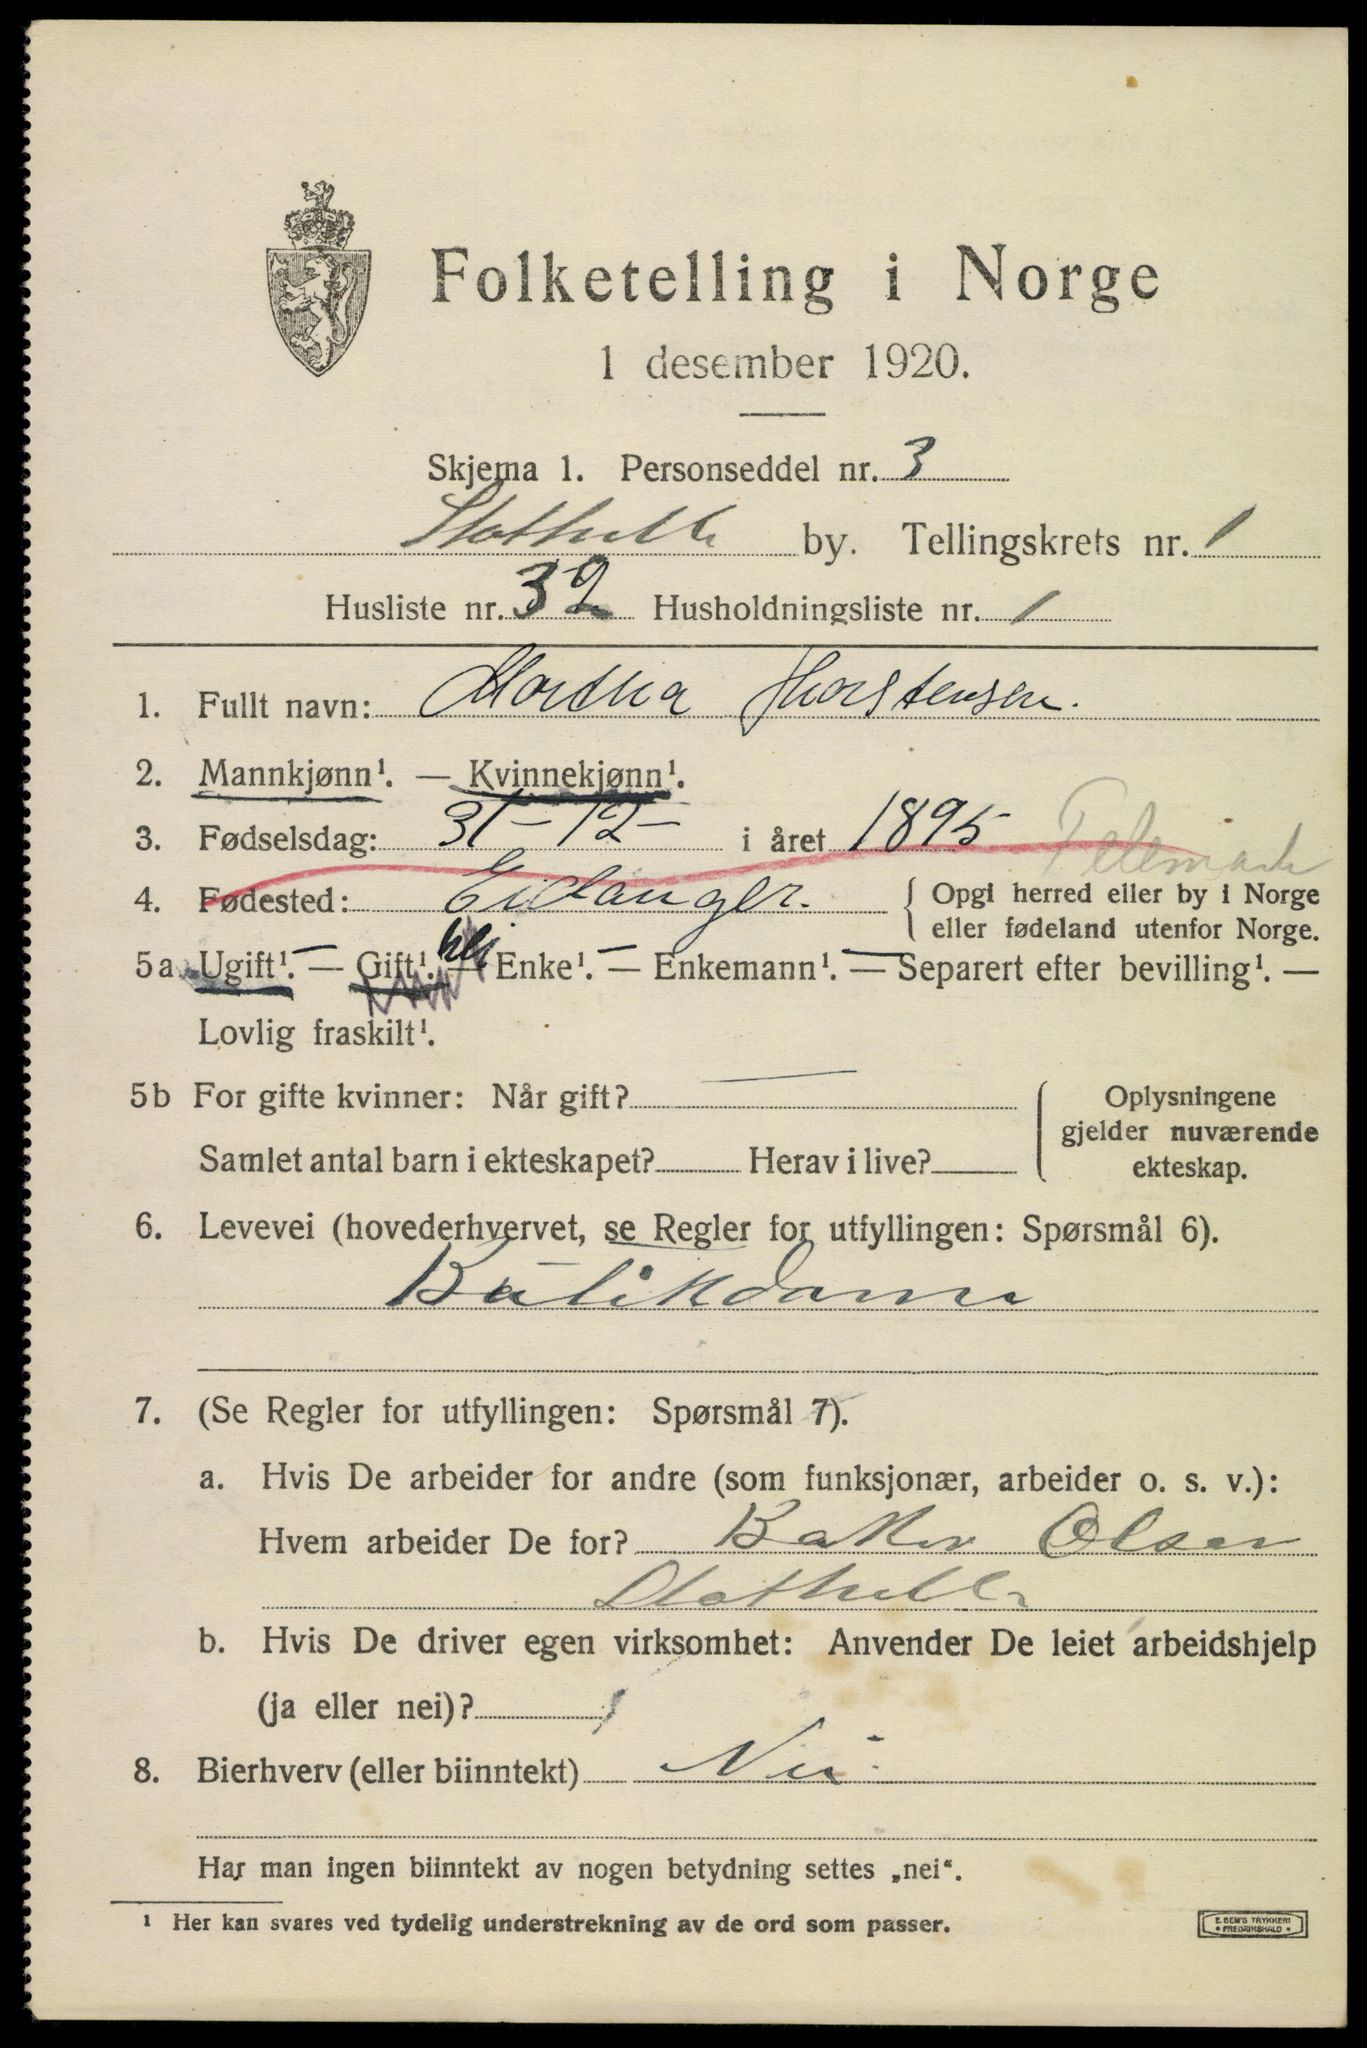 Folketelling i Norge
1 desember 1920.
Skjema 1. Personseddel nr. 3
Stathelle by. Tellingskrets nr. 1
Husliste nr. 32 Husholdningsliste nr. 1
1. Fullt navn: Martha Thorstensen.
2. Mannkjønn¹. — Kvinnekjønn¹.
3. Fødselsdag: 31-12- i året 1895 Telemark
4. Fødested: Eidanger. { Opgi herred eller by i Norge
eller fødeland utenfor Norge.
5a Ugift¹. — Gift¹. — Enke¹. — Enkemann¹. — Separert efter bevilling¹. —
Lovlig fraskilt¹.
5b For gifte kvinner: Når gift? Oplysningene
gjelder nuværende
Samlet antal barn i ekteskapet? Herav i live? ekteskap.
6. Levevei (hovederhvervet, se Regler for utfyllingen: Spørsmål 6).
Butikdame
7. (Se Regler for utfyllingen: Spørsmål 7).
a. Hvis De arbeider for andre (som funksjonær, arbeider o. s. v.):
Hvem arbeider De for? Baker Olsen
Stathelle
b. Hvis De driver egen virksomhet: Anvender De leiet arbeidshjelp
(ja eller nei)?
8. Bierhverv (eller biinntekt) Nei
Har man ingen biinntekt av nogen betydning settes „nei“.
¹ Her kan svares ved tydelig understrekning av de ord som passer.
E. SEM'S TRYKKERI
FREDRIKSHALD